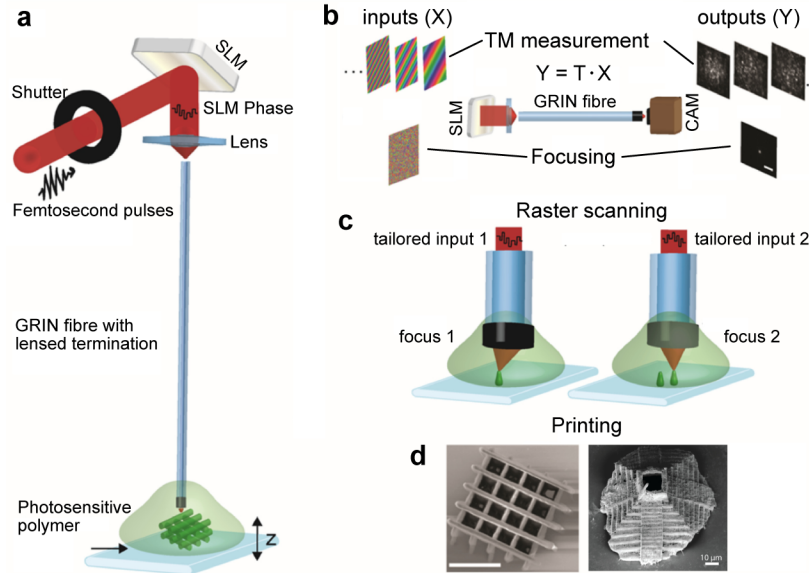 a
SLM
Shutter
SLM Phase
Lens
Femtosecond pulses
GRIN fibre with
lensed termination
Photosensitive
polymer
z
b
inputs (X)
outputs (Y)
TM measurement
...
Y = T · X
GRIN fibre
SLM
CAM
Focusing
c
Raster scanning
tailored input 1
tailored input 2
focus 1
focus 2
Printing
d
10 μm